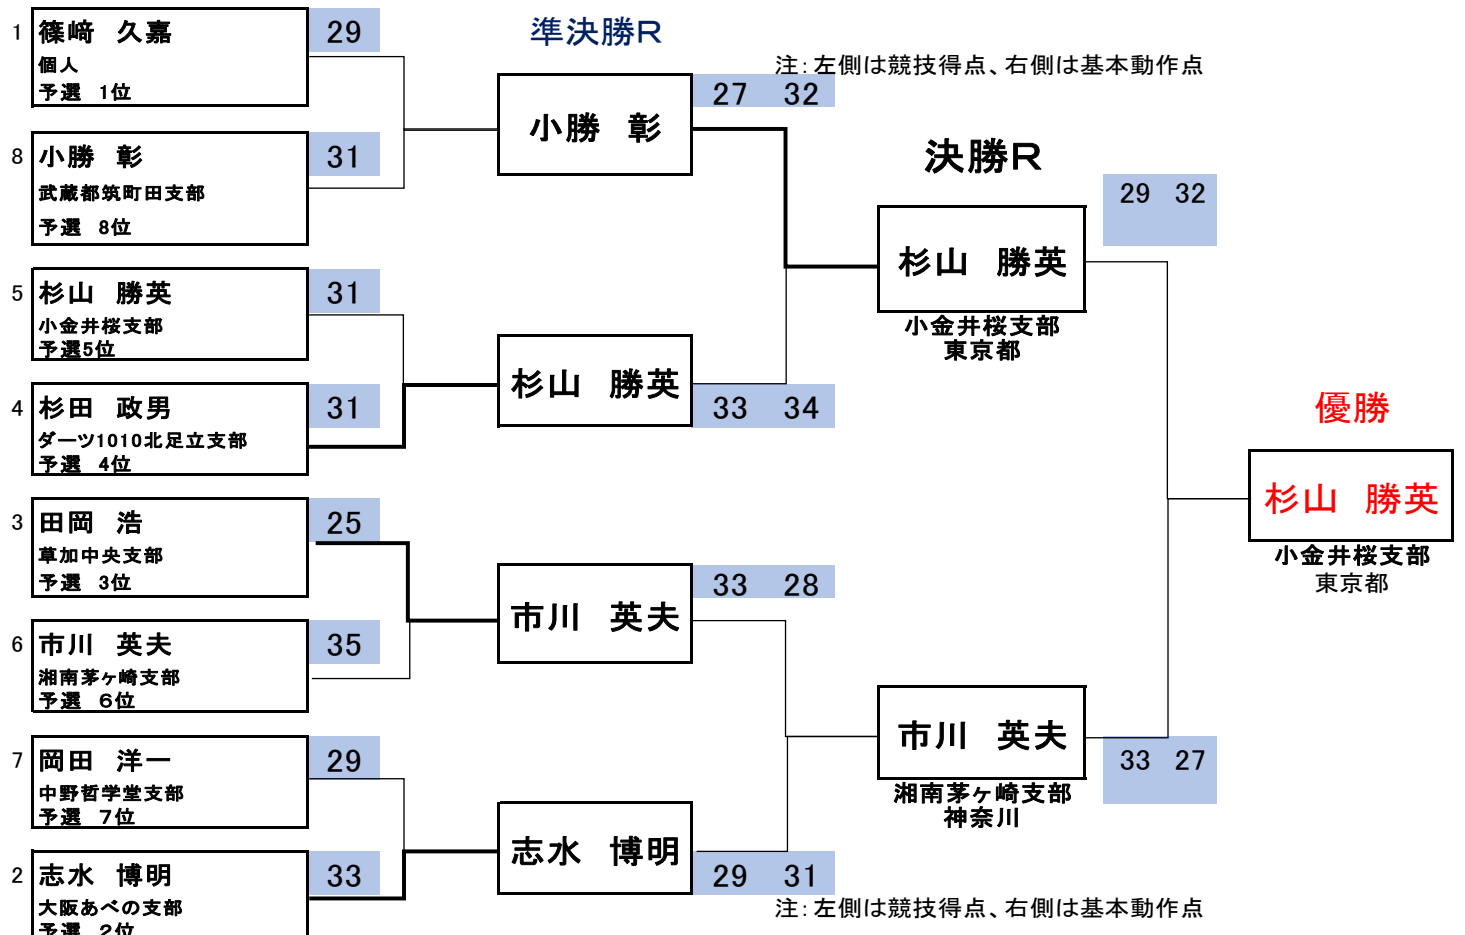 1
篠﨑　久嘉
個人
予選　1位
29
8
小勝　彰
武蔵都筑町田支部
予選　8位
31
5
杉山　勝英
小金井桜支部
予選5位
31
4
杉田　政男
ダーツ1010北足立支部
予選　4位
31
3
田岡　浩
草加中央支部
予選　3位
25
6
市川　英夫
湘南茅ヶ崎支部
予選　６位
35
7
岡田　洋一
中野哲学堂支部
予選　７位
29
2
志水　博明
大阪あべの支部
予選　２位
33
準決勝Ｒ
注：左側は競技得点、右側は基本動作点
小勝　彰
27　32
杉山　勝英
33　34
市川　英夫
33　28
志水　博明
29　31
注：左側は競技得点、右側は基本動作点
決勝Ｒ
29　32
杉山　勝英
小金井桜支部
東京都
市川　英夫
湘南茅ヶ崎支部
神奈川
33　27
優勝
杉山　勝英
小金井桜支部
東京都